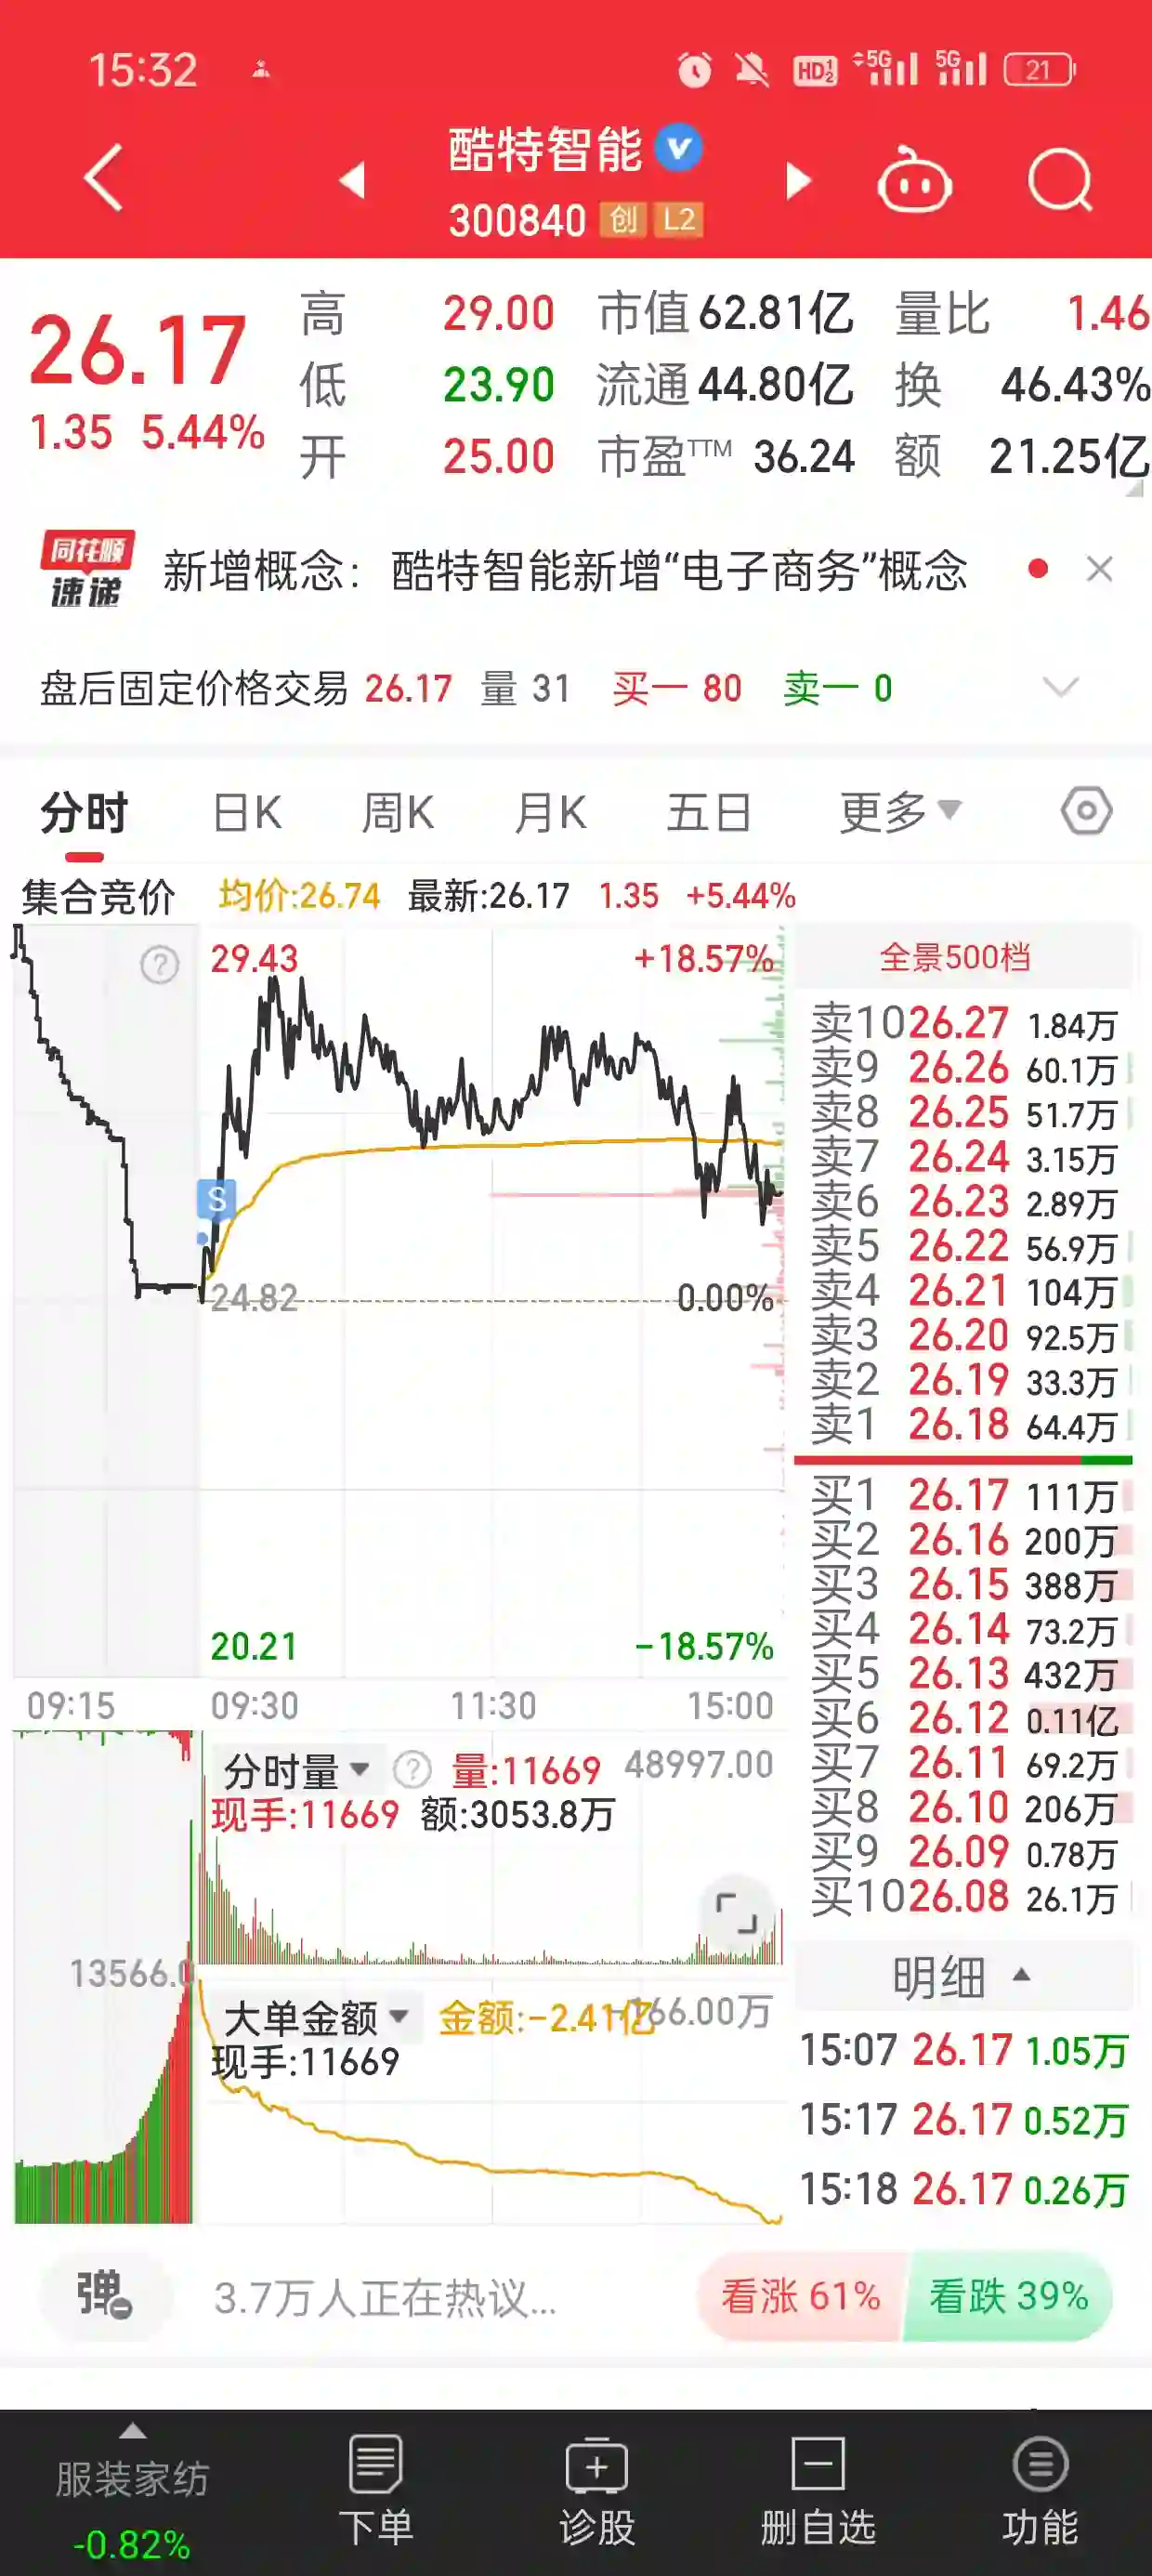 15:32 HD 1 2 5G 5G 21
酷特智能
300840 创 L2
26.17
1.35 5.44%
高 29.00 市值 62.81亿 量比 1.46
低 23.90 流通 44.80亿 换 46.43%
开 25.00 市盈TTM 36.24 额 21.25亿
同花顺
速递
新增概念：酷特智能新增“电子商务”概念
盘后固定价格交易 26.17 量 31 买一 80 卖一 0
分时 日K 周K 月K 五日 更多
集合竞价 均价:26.74 最新:26.17 1.35 +5.44%
29.43 +18.57%
S
24.82 0.00%
20.21 -18.57%
09:15 09:30 11:30 15:00
分时量 量:11669 48997.00
现手:11669 额:3053.8万
13566.0
大单金额 金额:-2.41亿 66.00万
现手:11669
全景500档
卖10 26.27 1.84万
卖9 26.26 60.1万
卖8 26.25 51.7万
卖7 26.24 3.15万
卖6 26.23 2.89万
卖5 26.22 56.9万
卖4 26.21 104万
卖3 26.20 92.5万
卖2 26.19 33.3万
卖1 26.18 64.4万
买1 26.17 111万
买2 26.16 200万
买3 26.15 388万
买4 26.14 73.2万
买5 26.13 432万
买6 26.12 0.11亿
买7 26.11 69.2万
买8 26.10 206万
买9 26.09 0.78万
买10 26.08 26.1万
明细
15:07 26.17 1.05万
15:17 26.17 0.52万
15:18 26.17 0.26万
弹 3.7万人正在热议... 看涨 61% 看跌 39%
服装家纺
-0.82%
下单 诊股 删自选 功能